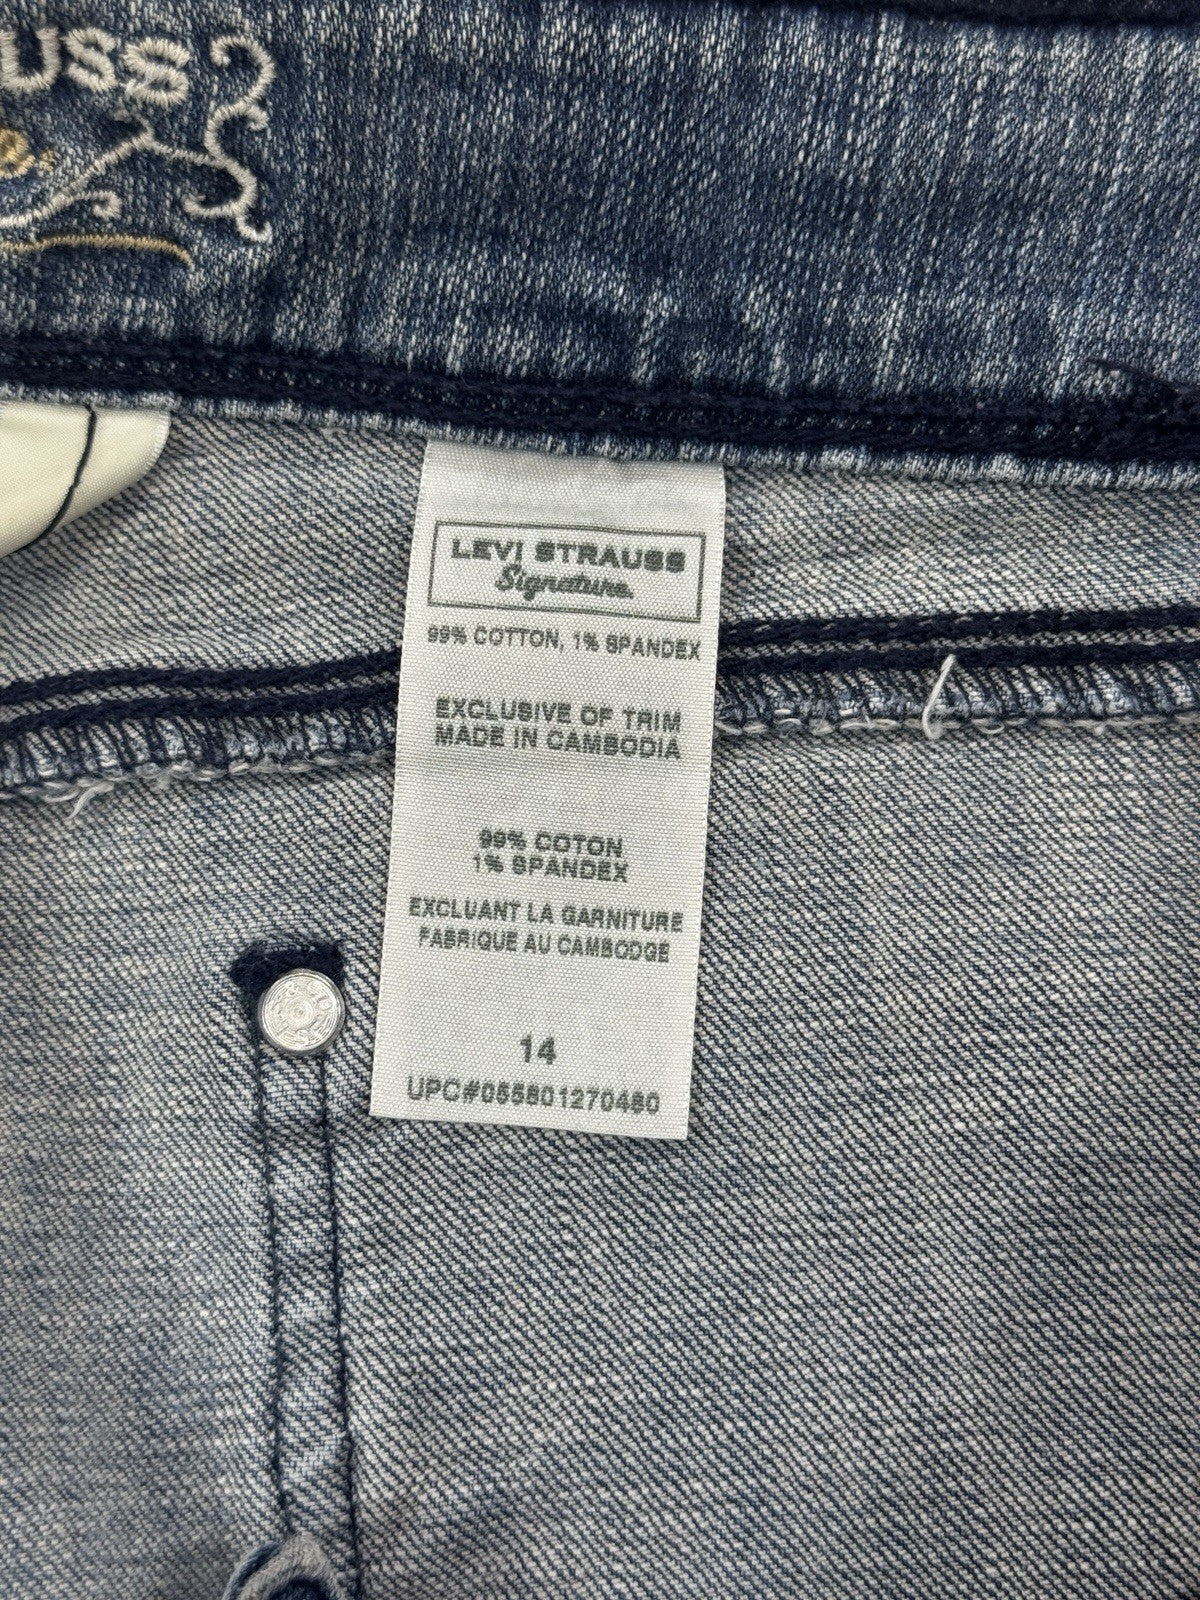 USS
LEVI STRAUSS
Signature
99% COTTON, 1% SPANDEX
EXCLUSIVE OF TRIM
MADE IN CAMBODIA
99% COTON
1% SPANDEX
EXCLUANT LA GARNITURE
FABRIQUE AU CAMBODGE
14
UPC#055801270480